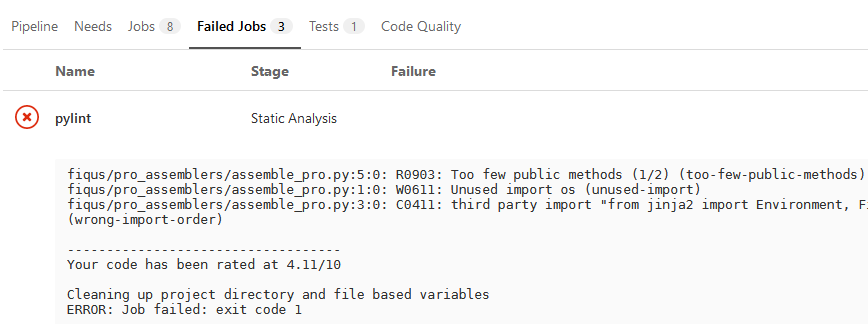 Pipeline Needs Jobs 8 Failed Jobs 3 Tests 1 Code Quality
Name Stage Failure
pylint Static Analysis
fiqus/pro_assemblers/assemble_pro.py:5:0: R0903: Too few public methods (1/2) (too-few-public-methods)
fiqus/pro_assemblers/assemble_pro.py:1:0: W0611: Unused import os (unused-import)
fiqus/pro_assemblers/assemble_pro.py:3:0: C0411: third party import "from jinja2 import Environment, Fi
(wrong-import-order)
-----------------------------------
Your code has been rated at 4.11/10
Cleaning up project directory and file based variables
ERROR: Job failed: exit code 1